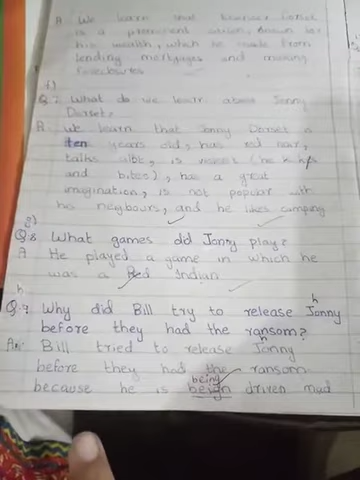 A. We learn that Ebenezer Dorset
is a prominent citizen, known for
his wealth, which he made from
lending mortgages and making
foreclosures
f)
Q.7 What do we learn about Jonny
Dorset?
A. We learn that Jonny Dorset is
ten years old, has red hair,
talks alot, is violent (he kicks
and bites), has a great
imagination, is not popular with
his neigbours, and he likes camping
g)
Q.8 What games did Jonny play?
A He played a game in which he
was a Red Indian
h
Q.9 Why did Bill try to release Johnny
before they had the ransom?
An: Bill tried to release Johnny
before they had the ransom
being
because he is beign driven mad